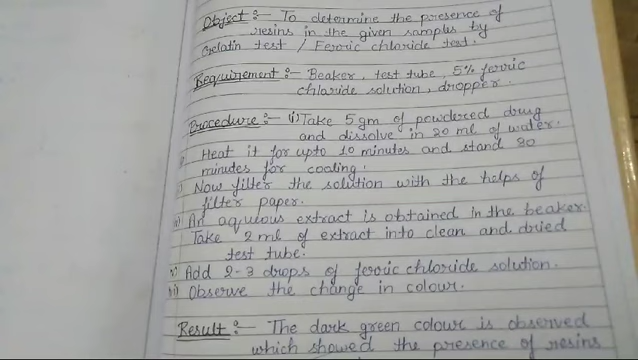 Object :- To determine the presence of
resins in the given samples by
Gelatin test / Ferric chloride test.
Requirement :- Beaker, test tube, 5% ferric
chloride solution, dropper.
Procedure :- (i) Take 5 gm of powdered drug
and dissolve in 20 ml of water.
Heat it for upto 10 minutes and stand 20
minutes for cooling.
Now filter the solution with the helps of
filter paper.
An aqueous extract is obtained in the beaker.
Take 2 ml of extract into clean and dried
test tube.
Add 2-3 drops of ferric chloride solution.
Observe the change in colour.
Result :- The dark green colour is observed
which showed the presence of resins